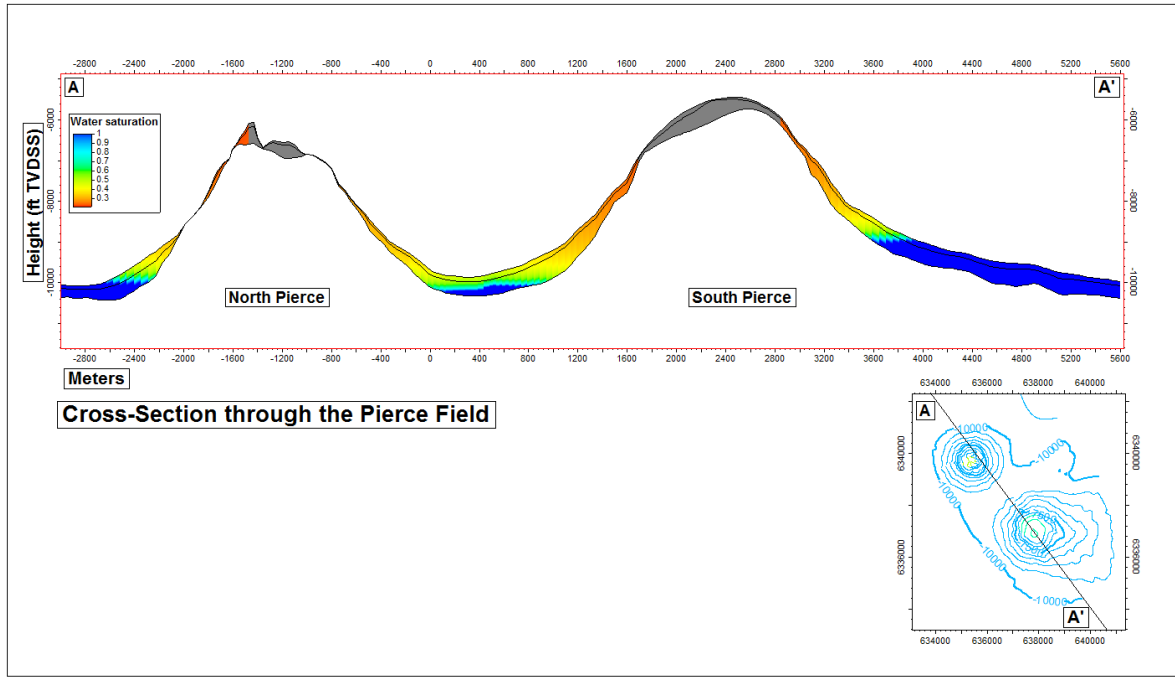 -2800 -2400 -2000 -1600 -1200 -800 -400 0 400 800 1200 1600 2000 2400 2800 3200 3600 4000 4400 4800 5200 5600
A A'
Water saturation
1
0.9
0.8
0.7
0.6
0.5
0.4
0.3
Height (ft TVDSS)
-6000 -6000
-8000 -8000
-10000 -10000
North Pierce South Pierce
-2800 -2400 -2000 -1600 -1200 -800 -400 0 400 800 1200 1600 2000 2400 2800 3200 3600 4000 4400 4800 5200 5600
Meters
Cross-Section through the Pierce Field
634000 636000 638000 640000
A
-10000
-10000
6340000 6340000
-10000
-7500
6336000 6336000
-10000
-10000
A'
634000 636000 638000 640000